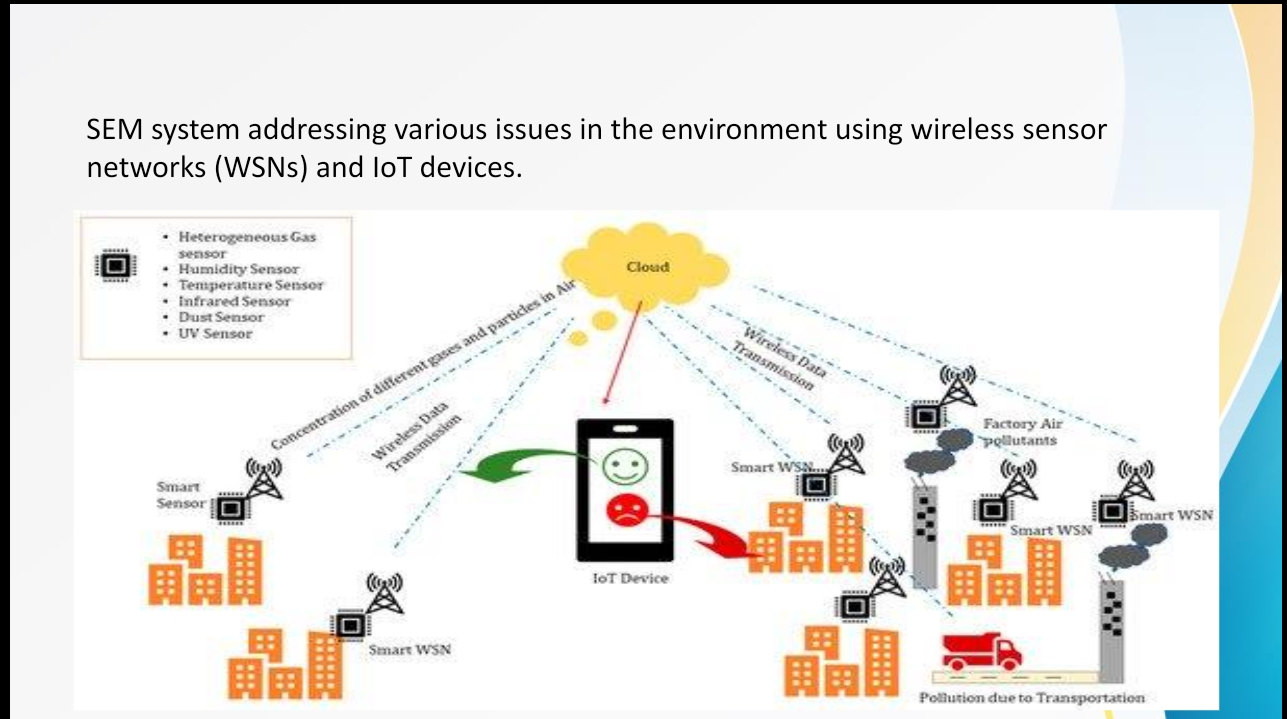 SEM system addressing various issues in the environment using wireless sensor
networks (WSNs) and IoT devices.
• Heterogeneous Gas
sensor
• Humidity Sensor
• Temperature Sensor
• Infrared Sensor
• Dust Sensor
• UV Sensor
Cloud
Concentration of different gases and particles in Air
Wireless Data
Transmission
Wireless Data
Transmission
Smart
Sensor
Smart WSN
IoT Device
Smart WSN
Factory Air
pollutants
Smart WSN
Smart WSN
Pollution due to Transportation